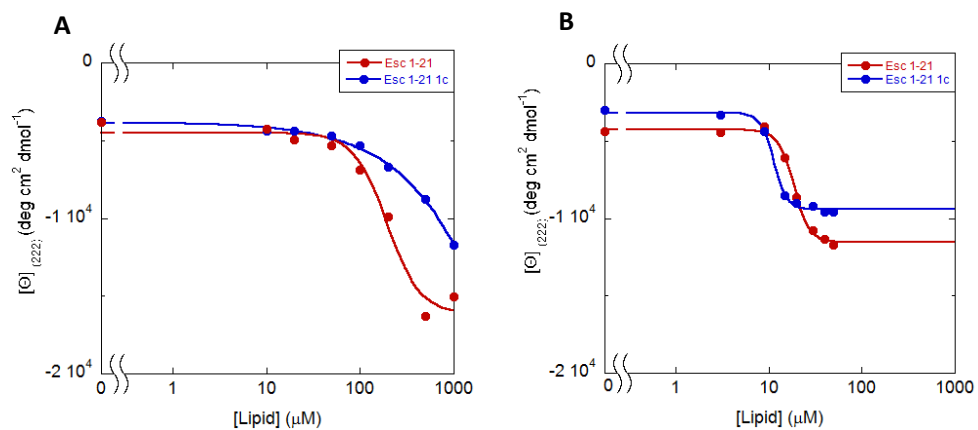 A
0
Esc 1-21
Esc 1-21 1c
[Θ] (222; (deg cm² dmol⁻¹)
-1 10⁴
-2 10⁴
0
1
10
100
1000
[Lipid] (μM)
B
0
Esc 1-21
Esc 1-21 1c
[Θ] (222; (deg cm² dmol⁻¹)
-1 10⁴
-2 10⁴
0
1
10
100
1000
[Lipid] (μM)